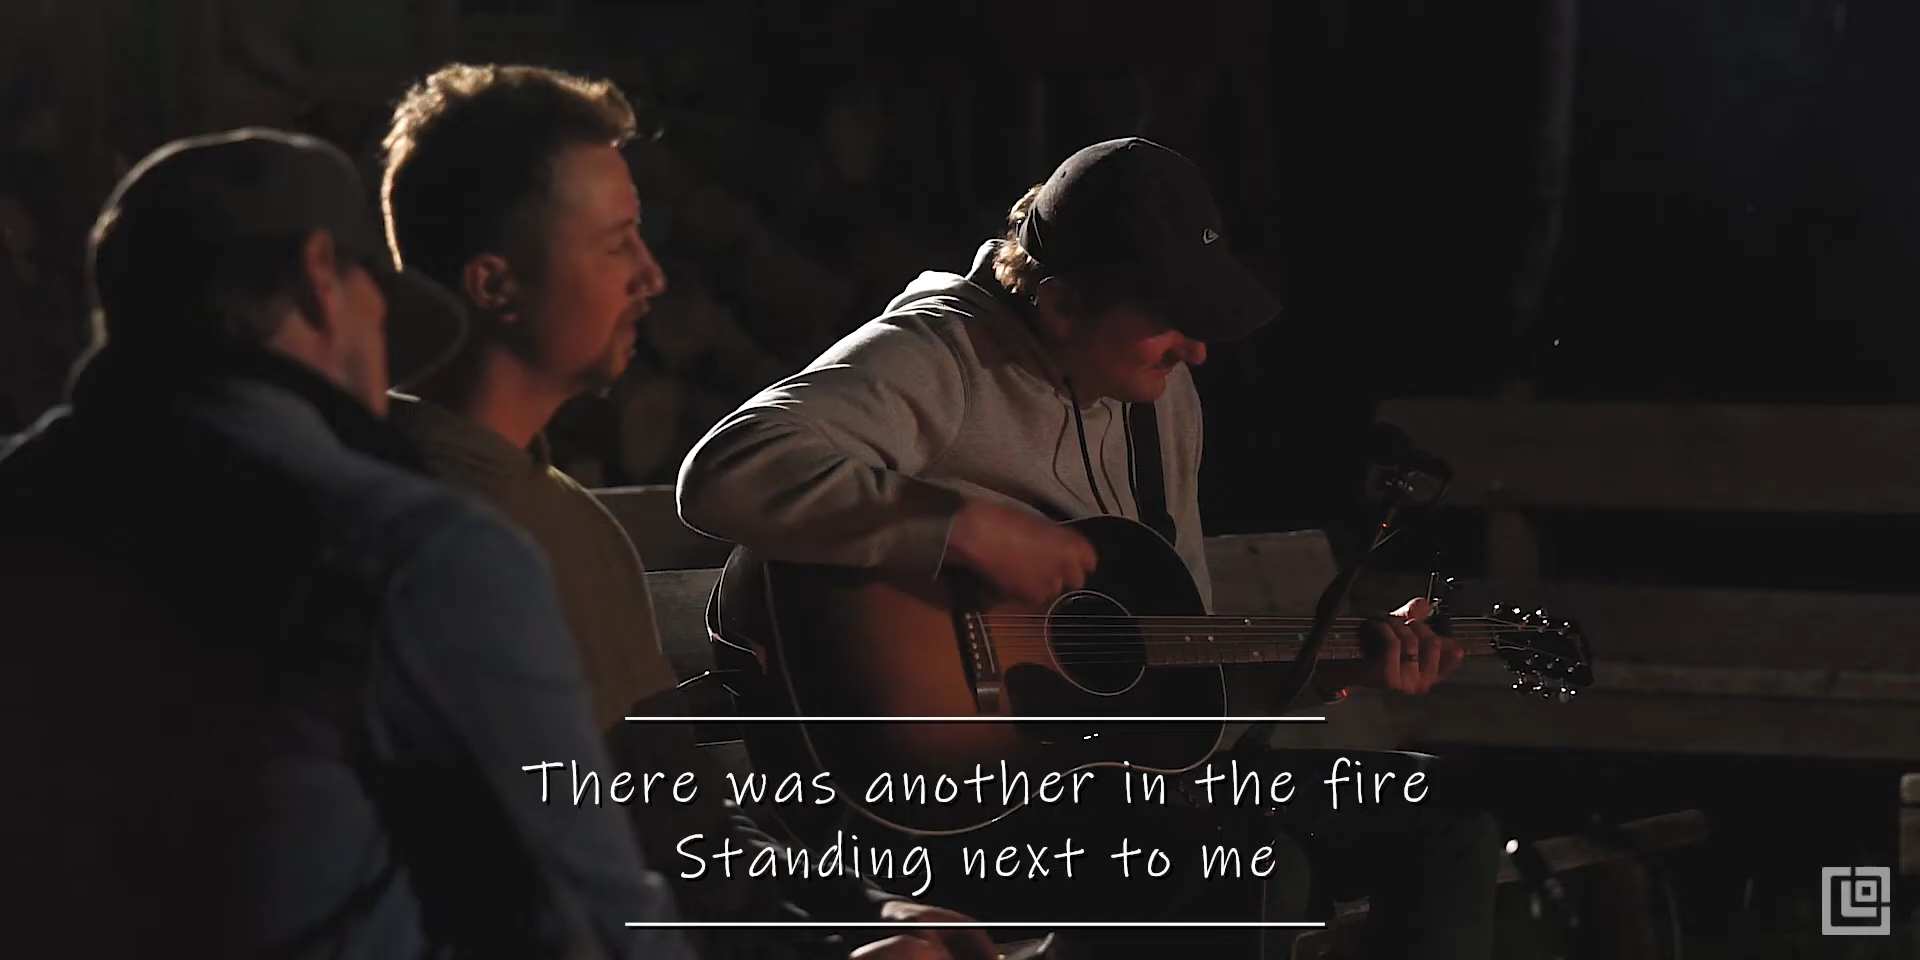 There was another in the fire
Standing next to me